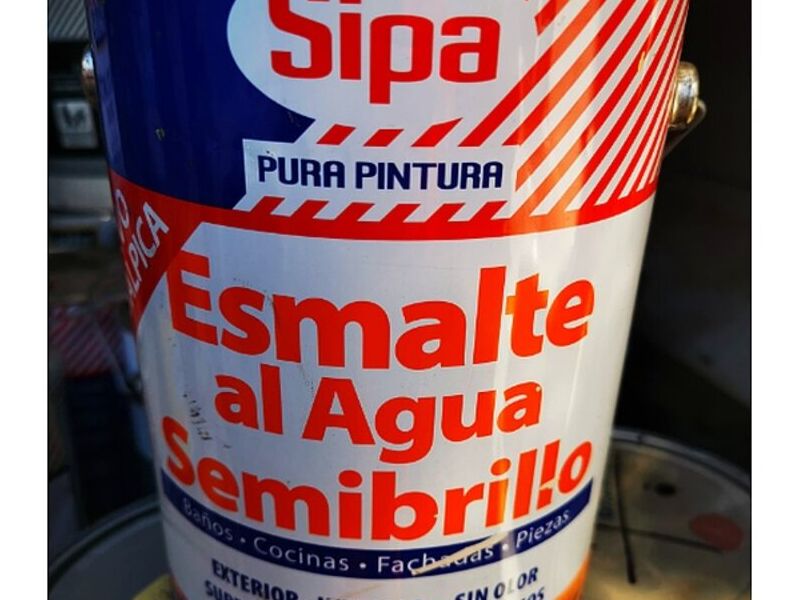 Sipa
PURA PINTURA
Esmalte
al Agua
Semibrillo
Baños • Cocinas • Fachadas • Piezas
EXTERIOR
SIN OLOR